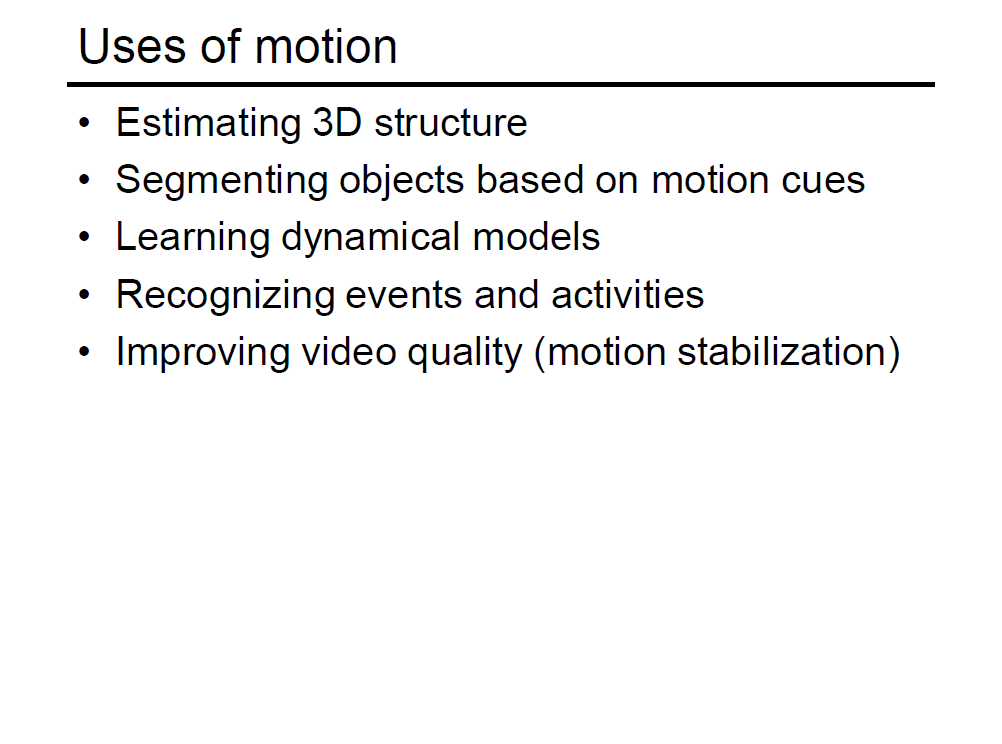 Uses of motion
• Estimating 3D structure
• Segmenting objects based on motion cues
• Learning dynamical models
• Recognizing events and activities
• Improving video quality (motion stabilization)